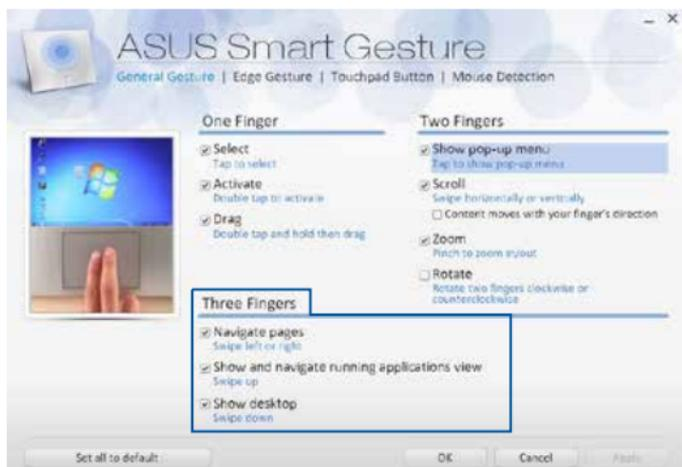 ASUS Smart Gesture
General Gesture | Edge Gesture | Touchpad Button | Mouse Detection
One Finger
Select
Tap to select
Activate
Double tap to activate
Drag
Double tap and hold then drag
Two Fingers
Show pop-up menu
Tap to show pop-up menu
Scroll
Swipe horizontally or vertically
Content moves with your finger's direction
Zoom
Pinch to zoom in/out
Rotate
Rotate two fingers clockwise or
counterclockwise
Three Fingers
Navigate pages
Swipe left or right
Show and navigate running applications view
Swipe up
Show desktop
Swipe down
Set all to default
OK
Cancel
Apply